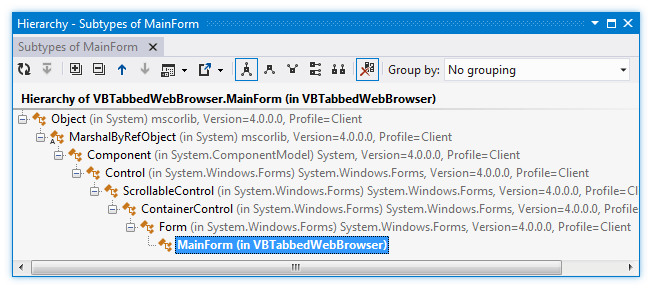 Hierarchy - Subtypes of MainForm
Subtypes of MainForm
Group by: No grouping
Hierarchy of VBTabbedWebBrowser.MainForm (in VBTabbedWebBrowser)
Object (in System) mscorlib, Version=4.0.0.0, Profile=Client
MarshalByRefObject (in System) mscorlib, Version=4.0.0.0, Profile=Client
Component (in System.ComponentModel) System, Version=4.0.0.0, Profile=Client
Control (in System.Windows.Forms) System.Windows.Forms, Version=4.0.0.0, Profile=Client
ScrollableControl (in System.Windows.Forms) System.Windows.Forms, Version=4.0.0.0, Profile=Cl
ContainerControl (in System.Windows.Forms) System.Windows.Forms, Version=4.0.0.0, Profile
Form (in System.Windows.Forms) System.Windows.Forms, Version=4.0.0.0, Profile=Client
MainForm (in VBTabbedWebBrowser)